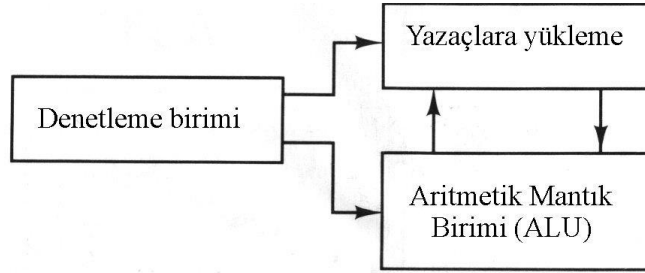 Yazaçlara yükleme
Denetleme birimi
Aritmetik Mantık
Birimi (ALU)